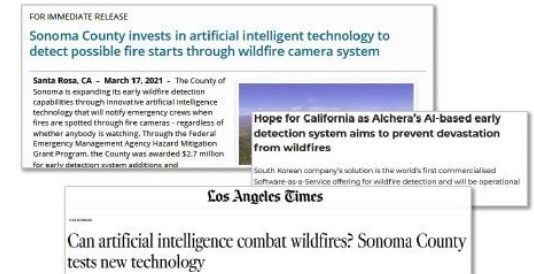 FOR IMMEDIATE RELEASE
Sonoma County invests in artificial intelligent technology to
detect possible fire starts through wildfire camera system
Santa Rosa, CA – March 17, 2021 – The County of
Sonoma is expanding its early wildfire detection
capabilities through innovative artificial intelligence
technology that will notify emergency crews when
fires are spotted through fire cameras - regardless of
whether anybody is watching. Through the Federal
Emergency Management Agency Hazard Mitigation
Grant Program, the County was awarded $2.7 million
for early detection system additions and
Hope for California as Alchera's AI-based early
detection system aims to prevent devastation
from wildfires
South Korean company's solution is the world's first commercialised
Software-as-a-Service offering for wildfire detection and will be operational
Los Angeles Times
CALIFORNIA
Can artificial intelligence combat wildfires? Sonoma County
tests new technology